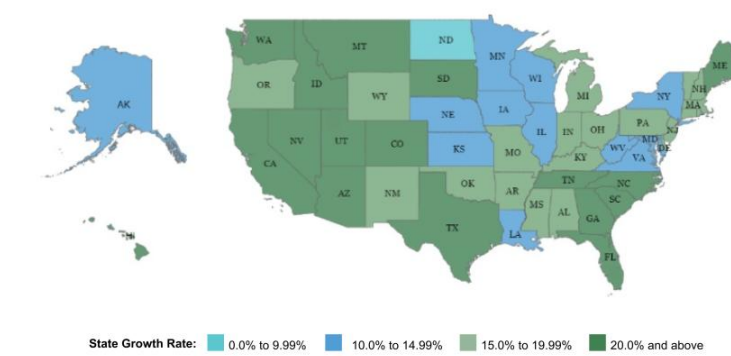 WA
MT
ND
MN
ME
OR
ID
SD
WI
MI
NY
NH
MA
AK
WY
NE
IA
IL
IN
OH
PA
NJ
NV
UT
CO
KS
MO
KY
WV
VA
MD
DE
CA
AZ
NM
OK
AR
TN
NC
SC
MS
AL
GA
TX
LA
FL
HI
State Growth Rate: 0.0% to 9.99% 10.0% to 14.99% 15.0% to 19.99% 20.0% and above